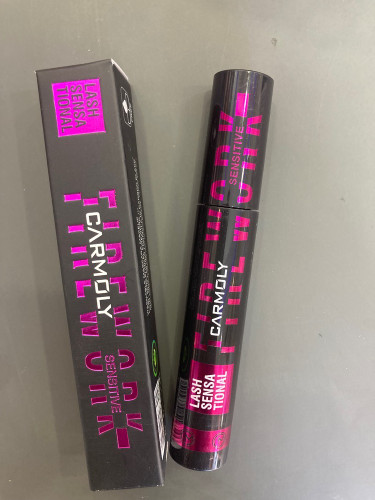 LASH
SENSA
TIONAL
FIREWORK
CARMOLY
SENSITIVE
FIREWORK
SENSITIVE
CARMOLY
LASH
SENSA
TIONAL